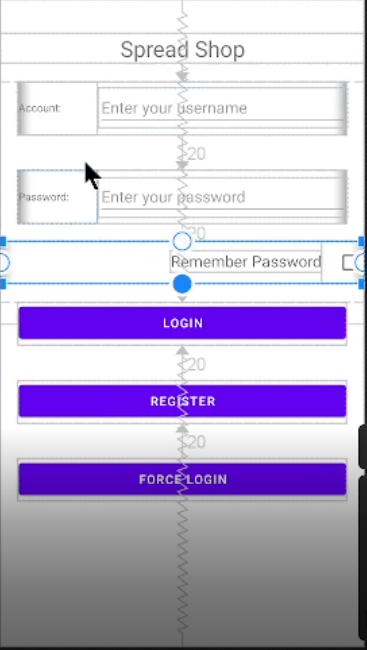 Spread Shop
Account:
Enter your username
20
Password:
Enter your password
20
Remember Password
LOGIN
20
REGISTER
20
FORCE LOGIN